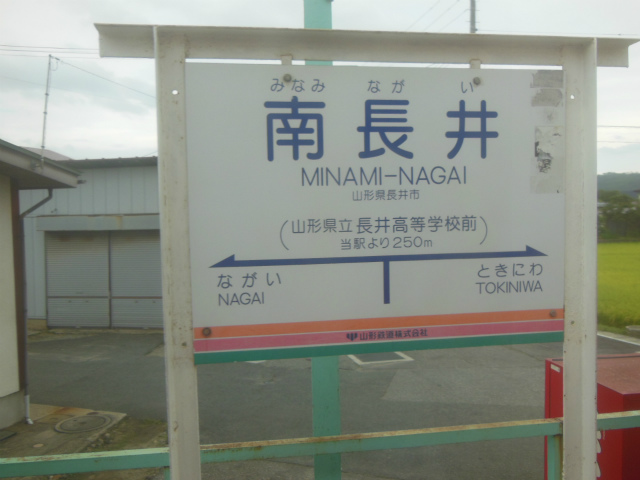 みなみ なが い
南長井
MINAMI-NAGAI
山形県長井市
(山形県立長井高等学校前)
当駅より250m
ながい ときにわ
NAGAI TOKINIWA
山形鉄道株式会社